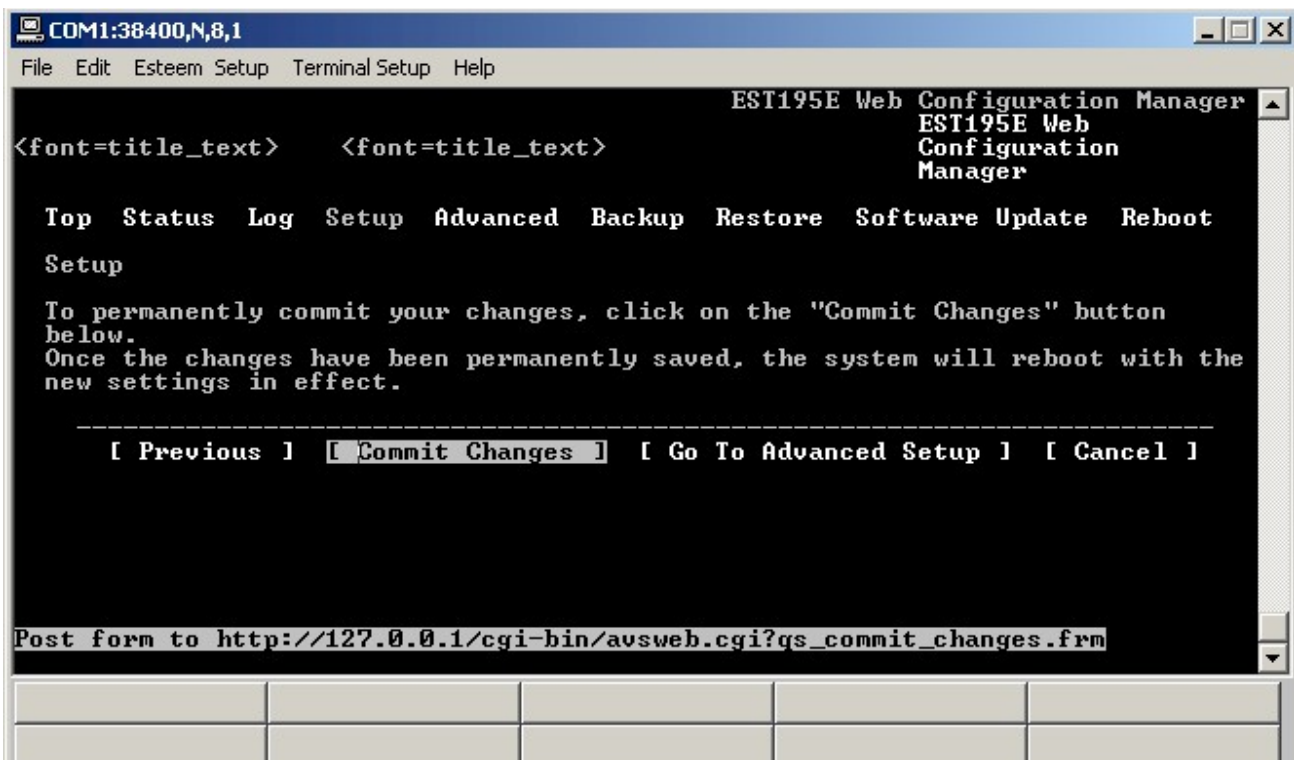 COM1:38400,N,8,1
File Edit Esteem Setup Terminal Setup Help
EST195E Web Configuration Manager
EST195E Web
<font=title_text> <font=title_text> Configuration
Manager
Top Status Log Setup Advanced Backup Restore Software Update Reboot
Setup
To permanently commit your changes, click on the "Commit Changes" button
below.
Once the changes have been permanently saved, the system will reboot with the
new settings in effect.
[ Previous ] [ Commit Changes ] [ Go To Advanced Setup ] [ Cancel ]
Post form to http://127.0.0.1/cgi-bin/avsweb.cgi?qs_commit_changes.frm